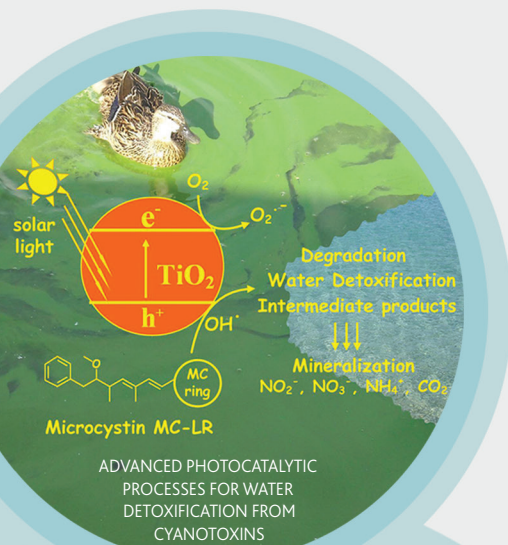 O₂
e⁻
O₂·⁻
solar
light
TiO₂
Degradation
Water Detoxification
Intermediate products
h⁺
OH·
Mineralization
NO₂⁻, NO₃⁻, NH₄⁺, CO₂
MC
ring
O
Microcystin MC-LR
ADVANCED PHOTOCATALYTIC
PROCESSES FOR WATER
DETOXIFICATION FROM
CYANOTOXINS